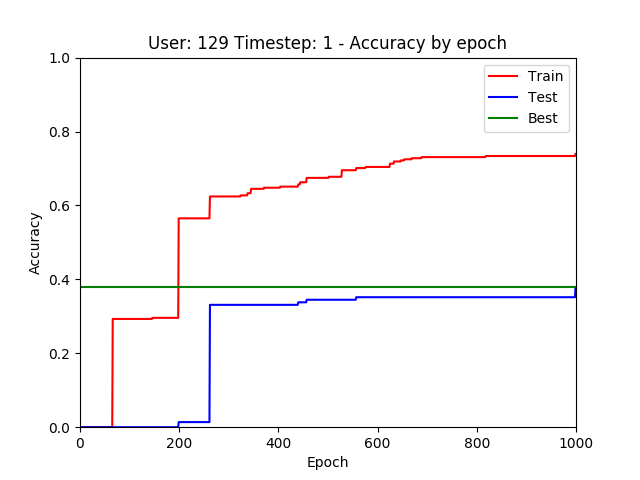 User: 129 Timestep: 1 - Accuracy by epoch
1.0
0.8
0.6
0.4
0.2
0.0
Accuracy
Train
Test
Best
0 200 400 600 800 1000
Epoch